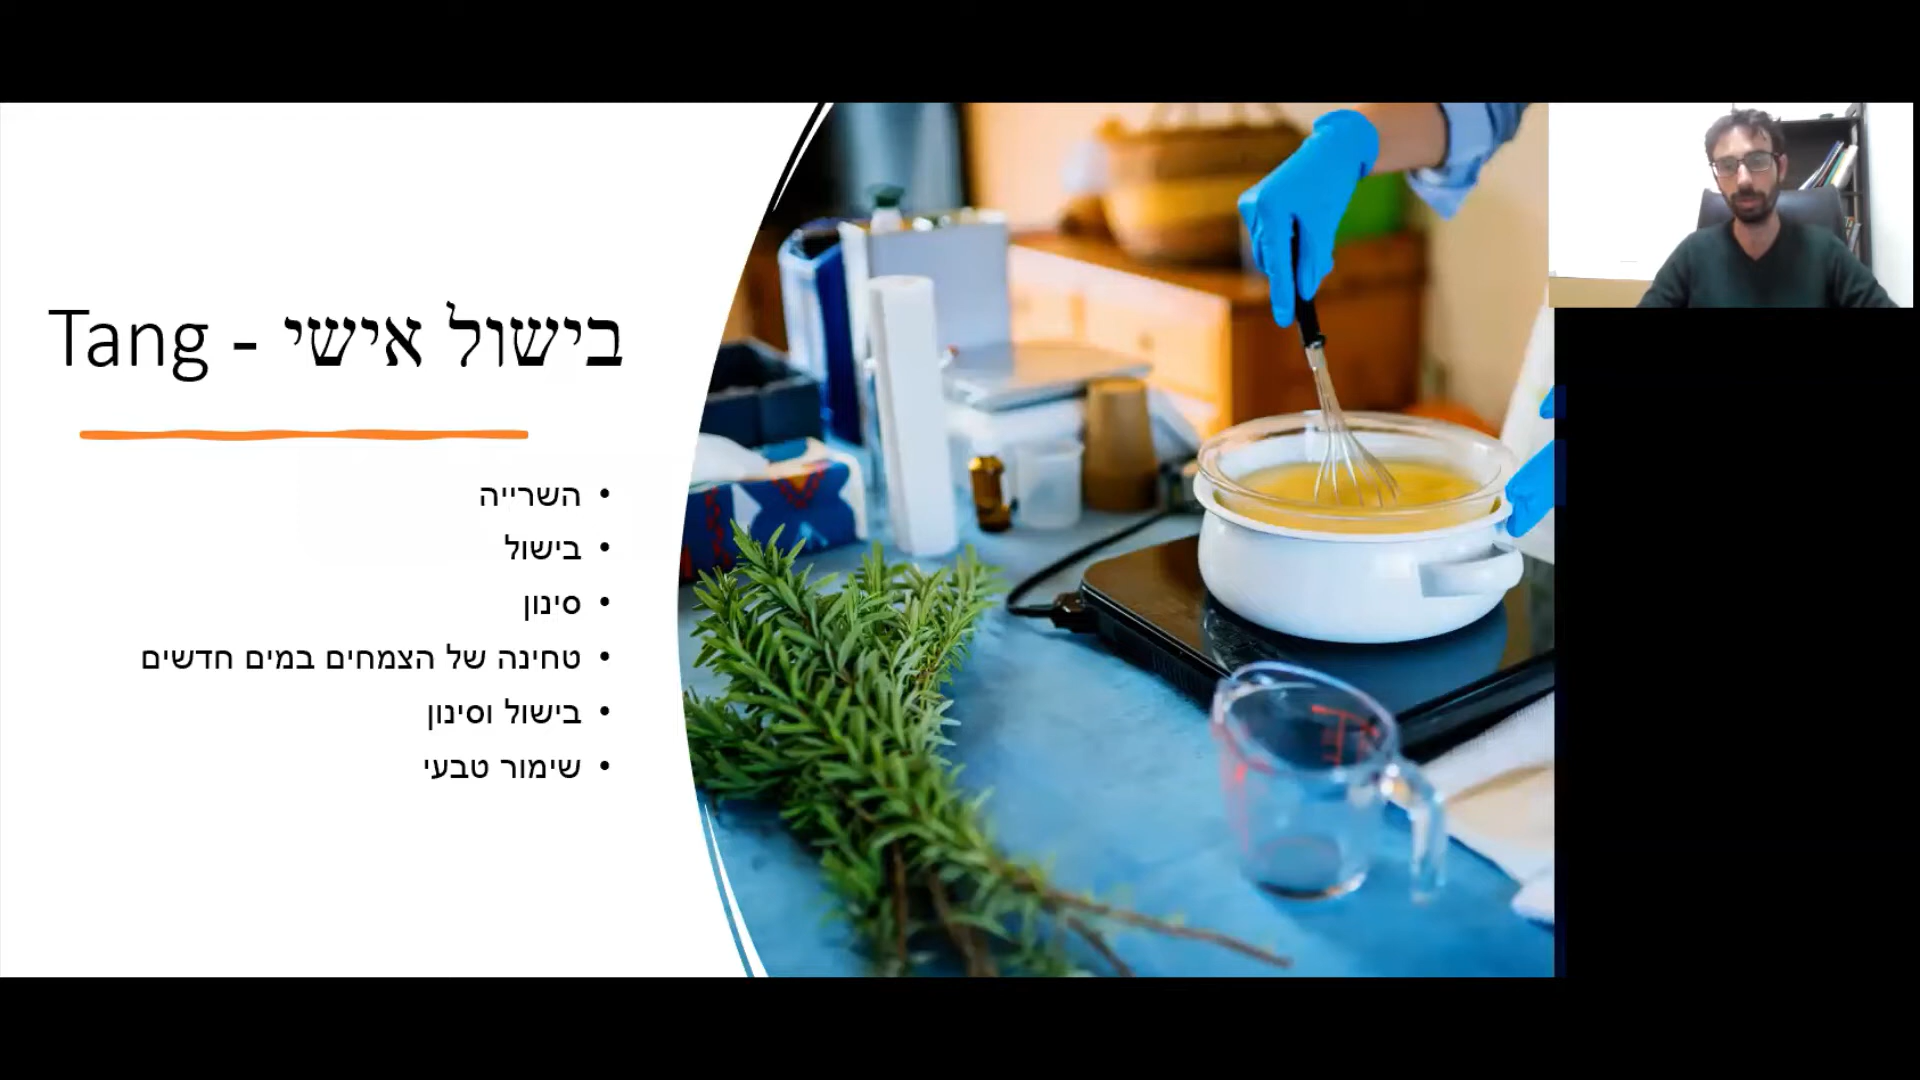 בישול אישי - Tang
• השרייה
• בישול
• סינון
• טחינה של הצמחים במים חדשים
• בישול וסינון
• שימור טבעי